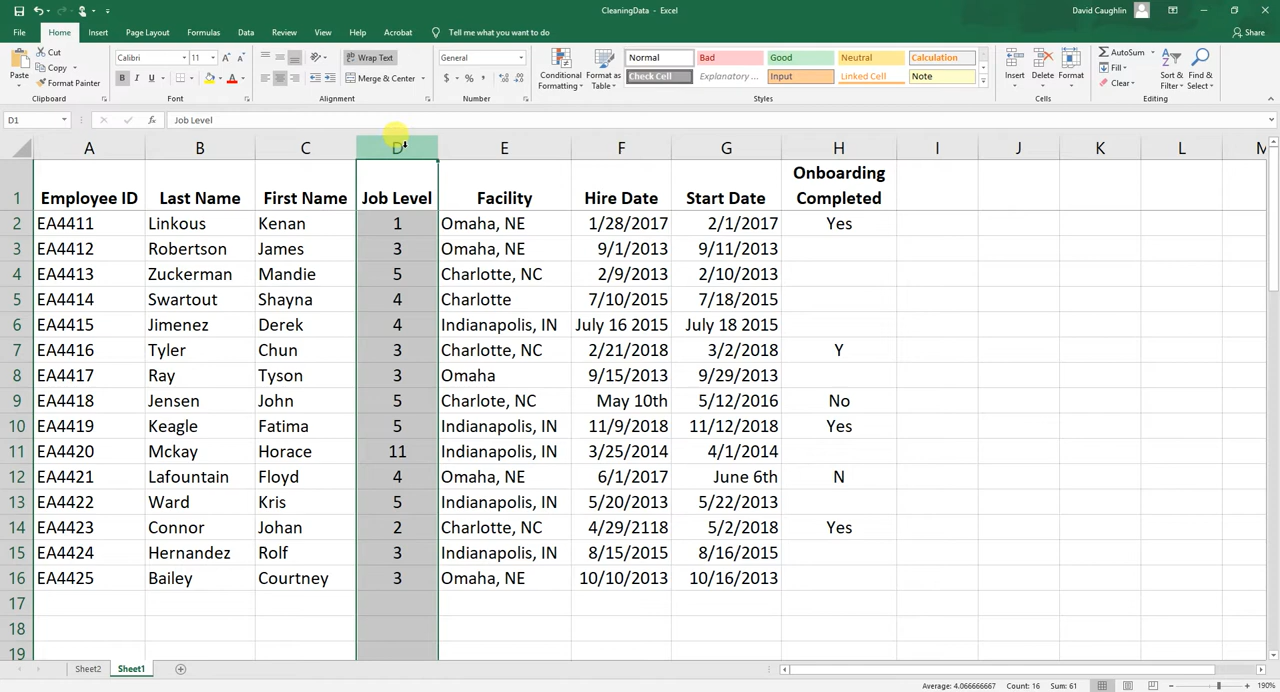 CleaningData - Excel
David Caughlin
File Home Insert Page Layout Formulas Data Review View Help Acrobat Tell me what you want to do Share
Paste Cut Calibri 11 Wrap Text General Conditional Formatting Format as Table Normal Bad Good Neutral Calculation Insert Delete Format AutoSum Sort & Filter Find & Select
Copy Fill
Format Painter Merge & Center Check Cell Explanatory ... Input Linked Cell Note Clear
Clipboard Font Alignment Number Styles Cells Editing
D1 Job Level
A B C D E F G H I J K L M
1 Employee ID Last Name First Name Job Level Facility Hire Date Start Date Onboarding
Completed
2 EA4411 Linkous Kenan 1 Omaha, NE 1/28/2017 2/1/2017 Yes
3 EA4412 Robertson James 3 Omaha, NE 9/1/2013 9/11/2013
4 EA4413 Zuckerman Mandie 5 Charlotte, NC 2/9/2013 2/10/2013
5 EA4414 Swartout Shayna 4 Charlotte 7/10/2015 7/18/2015
6 EA4415 Jimenez Derek 4 Indianapolis, IN July 16 2015 July 18 2015
7 EA4416 Tyler Chun 3 Charlotte, NC 2/21/2018 3/2/2018 Y
8 EA4417 Ray Tyson 3 Omaha 9/15/2013 9/29/2013
9 EA4418 Jensen John 5 Charlote, NC May 10th 5/12/2016 No
10 EA4419 Keagle Fatima 5 Indianapolis, IN 11/9/2018 11/12/2018 Yes
11 EA4420 Mckay Horace 11 Indianapolis, IN 3/25/2014 4/1/2014
12 EA4421 Lafountain Floyd 4 Omaha, NE 6/1/2017 June 6th N
13 EA4422 Ward Kris 5 Indianapolis, IN 5/20/2013 5/22/2013
14 EA4423 Connor Johan 2 Charlotte, NC 4/29/2118 5/2/2018 Yes
15 EA4424 Hernandez Rolf 3 Indianapolis, IN 8/15/2015 8/16/2015
16 EA4425 Bailey Courtney 3 Omaha, NE 10/10/2013 10/16/2013
17
18
19
Sheet2 Sheet1
Average: 4.066666667 Count: 16 Sum: 61 190%